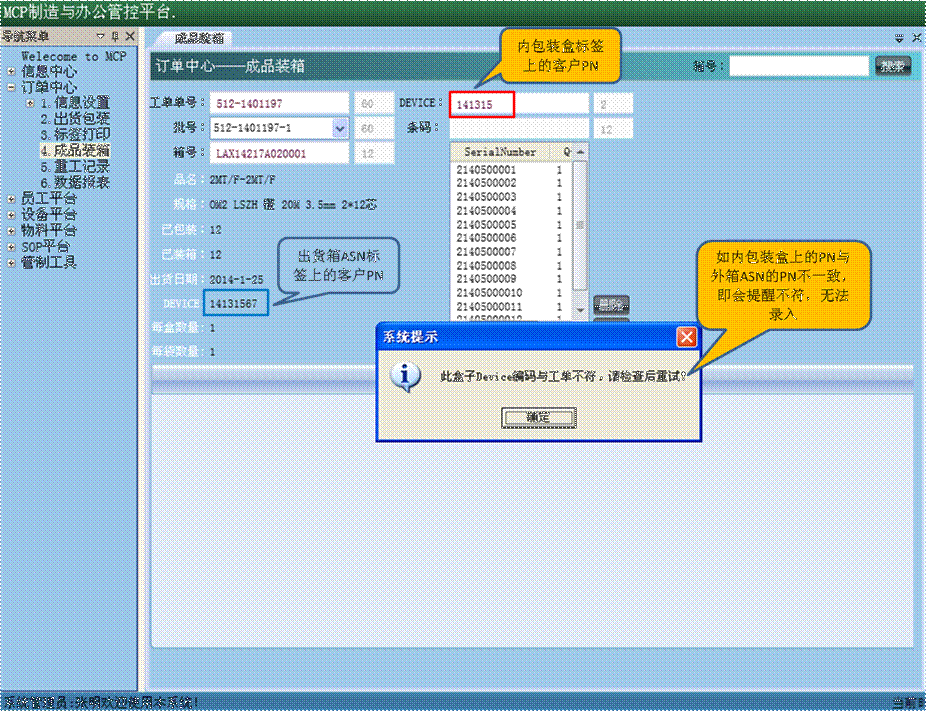 MCP制造与办公管控平台.
导航菜单
Welecome to MCP
信息中心
订单中心
1.信息设置
2.出货包装
3.标签打印
4.成品装箱
5.重工记录
6.数据报表
员工平台
设备平台
物料平台
SOP平台
管制工具
成品装箱
订单中心——成品装箱
箱号：
搜索
工单单号： 512-1401197 60
DEVICE： 141315 2
批号： 512-1401197-1 60
条码： 12
箱号： LAX14217A020001 12
品名： 2MT/F-2MT/F
规格： OM2 LSZH 20M 3.5mm 2*12芯
已包装： 12
已装箱： 12
出货日期： 2014-1-25
DEVICE 14131567
每盒数量： 1
每袋数量： 1
SerialNumber Q
2140500001 1
2140500002 1
2140500003 1
2140500004 1
2140500005 1
2140500006 1
2140500007 1
2140500008 1
2140500009 1
21405000010 1
21405000011 1
21405000012 1
删除
内包装盒标签
上的客户PN
出货箱ASN标
签上的客户PN
如内包装盒上的PN与
外箱ASN的PN不一致，
即会提醒不符，无法
录入.
系统提示
此盒子Device编码与工单不符，请检查后重试?
确定
系统管理员:张明欢迎使用本系统!
当前